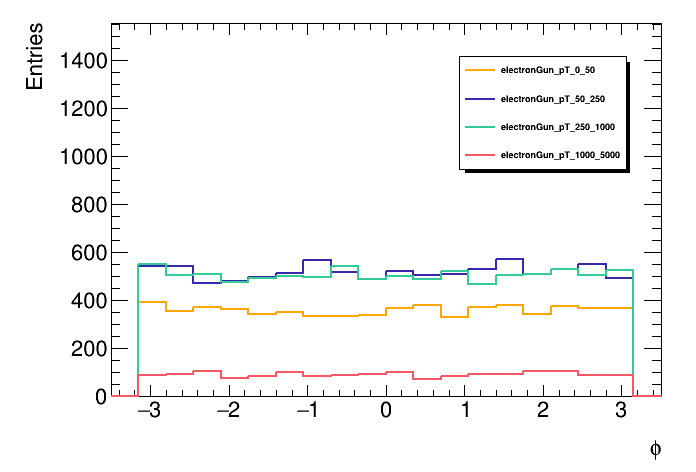 Entries
1400
1200
1000
800
600
400
200
0
electronGun_pT_0_50
electronGun_pT_50_250
electronGun_pT_250_1000
electronGun_pT_1000_5000
−3 −2 −1 0 1 2 3
ϕ